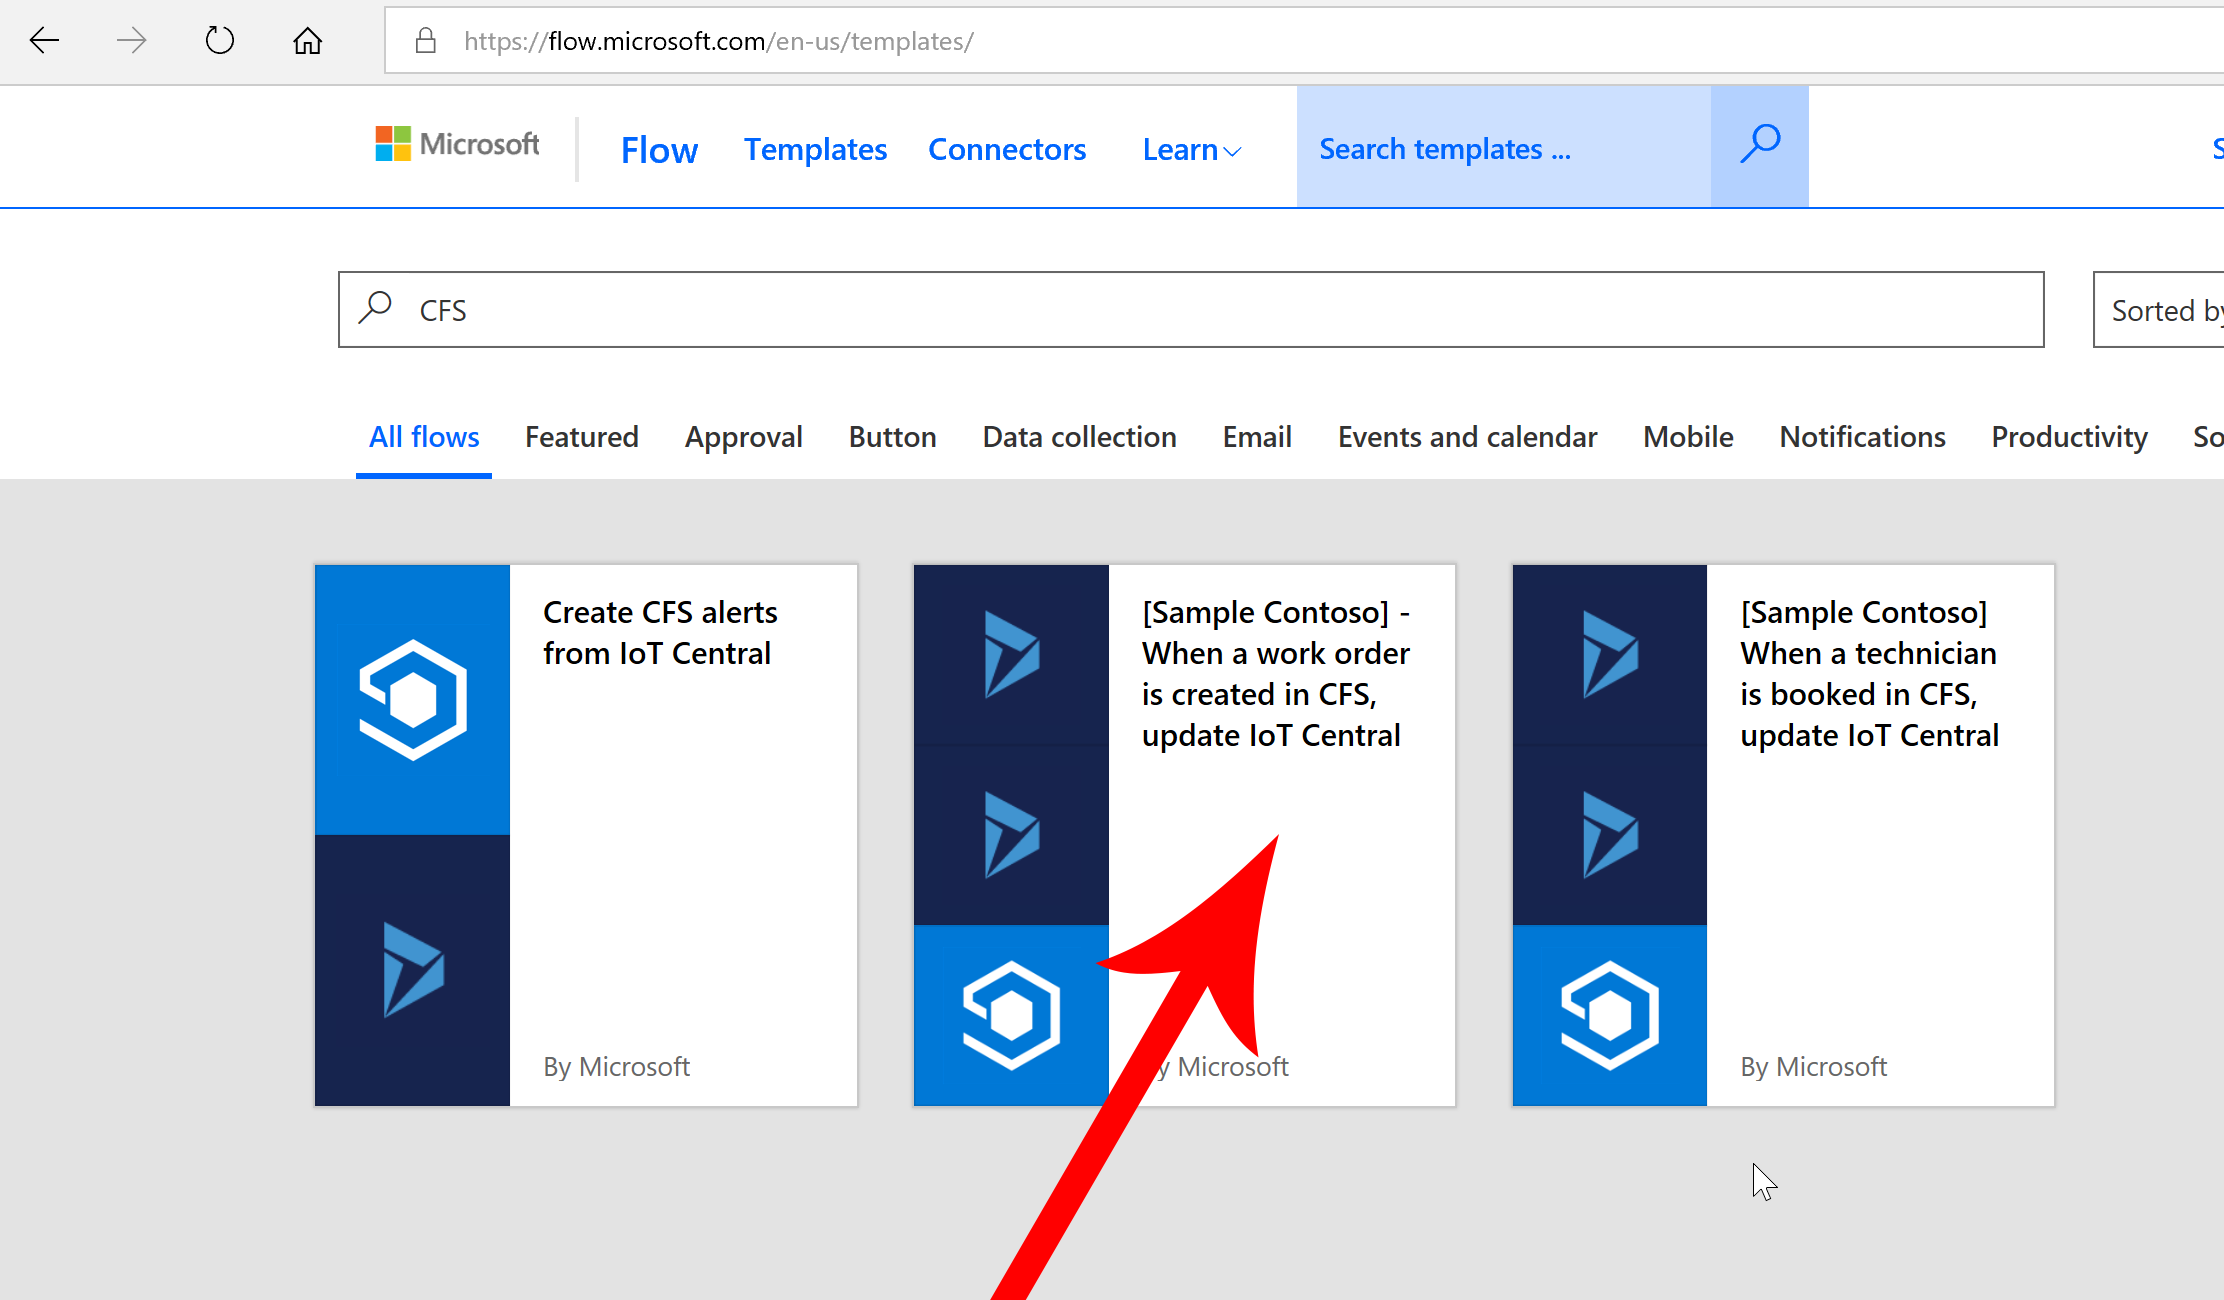 https://flow.microsoft.com/en-us/templates/
Microsoft Flow Templates Connectors Learn Search templates ...
CFS Sorted by
All flows Featured Approval Button Data collection Email Events and calendar Mobile Notifications Productivity
Create CFS alerts
from IoT Central
By Microsoft
[Sample Contoso] -
When a work order
is created in CFS,
update IoT Central
Microsoft
[Sample Contoso]
When a technician
is booked in CFS,
update IoT Central
By Microsoft